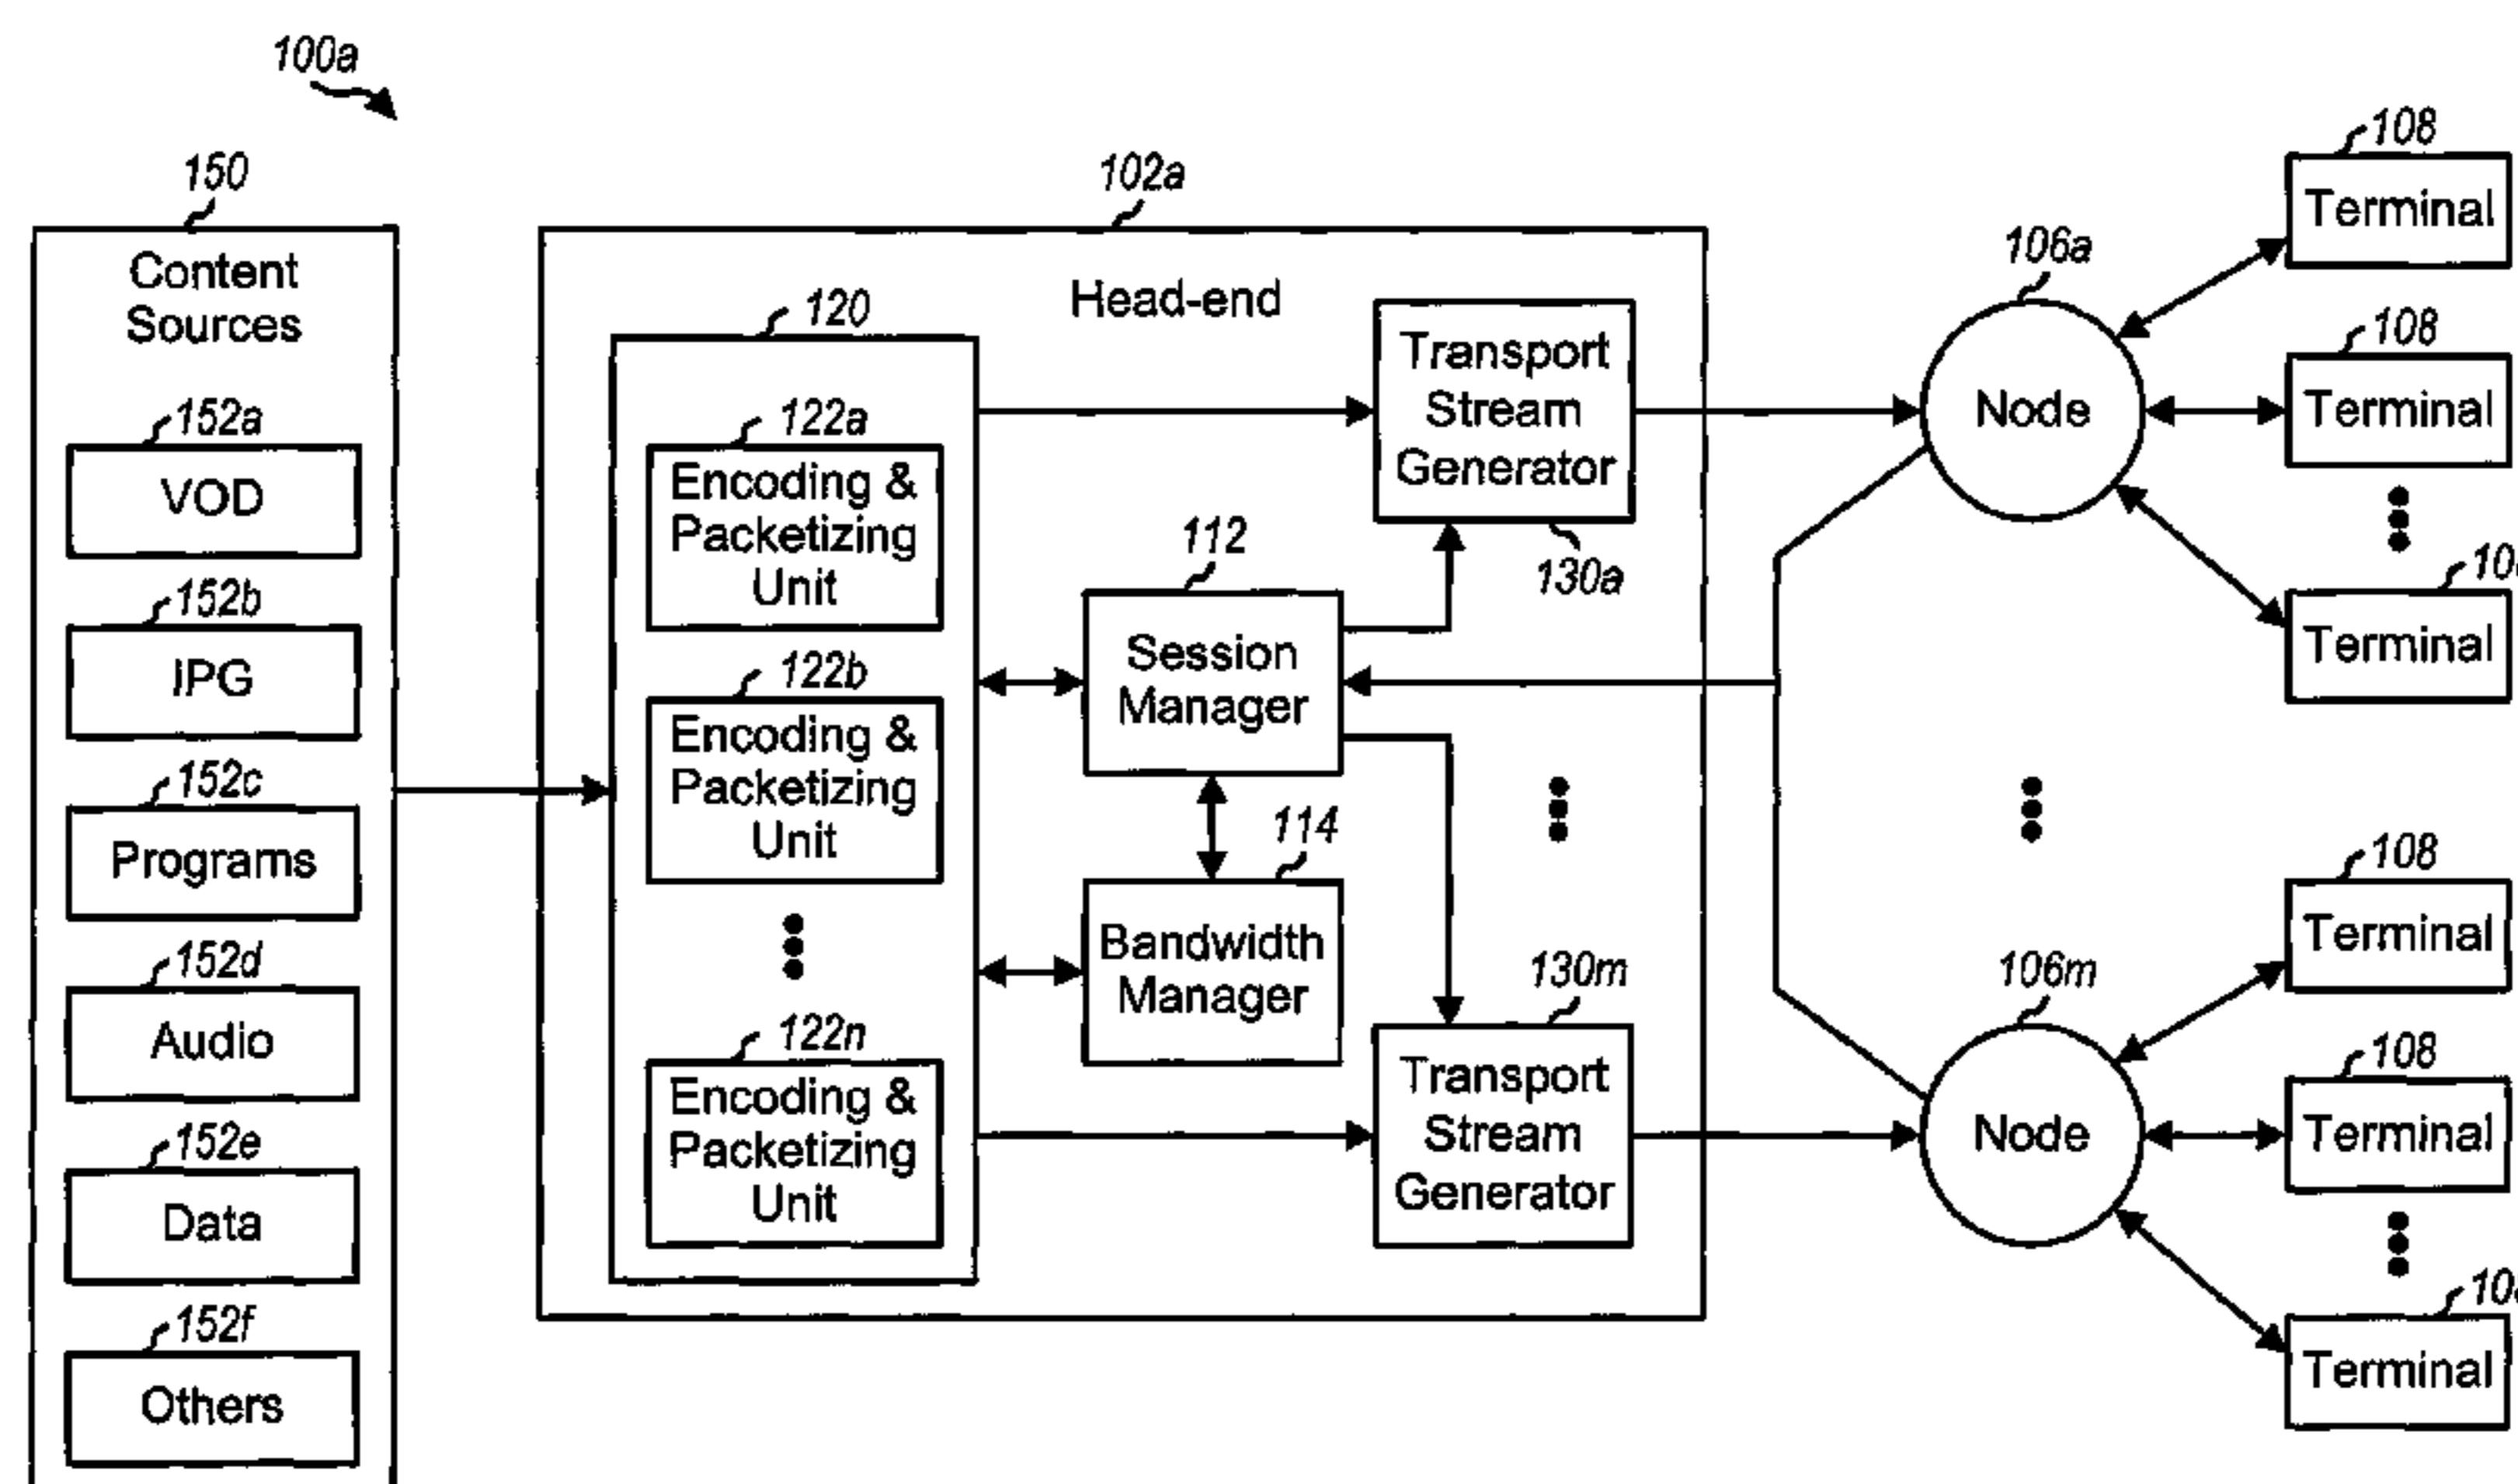 100a
150
Content
Sources
152a
VOD
152b
IPG
152c
Programs
152d
Audio
152e
Data
152f
Others
102a
Head-end
120
122a
Encoding &
Packetizing
Unit
122b
Encoding &
Packetizing
Unit
122n
Encoding &
Packetizing
Unit
112
Session
Manager
114
Bandwidth
Manager
Transport
Stream
Generator
130a
130m
Transport
Stream
Generator
106a
Node
106m
Node
108
Terminal
108
Terminal
Terminal
108
Terminal
108
Terminal
Terminal